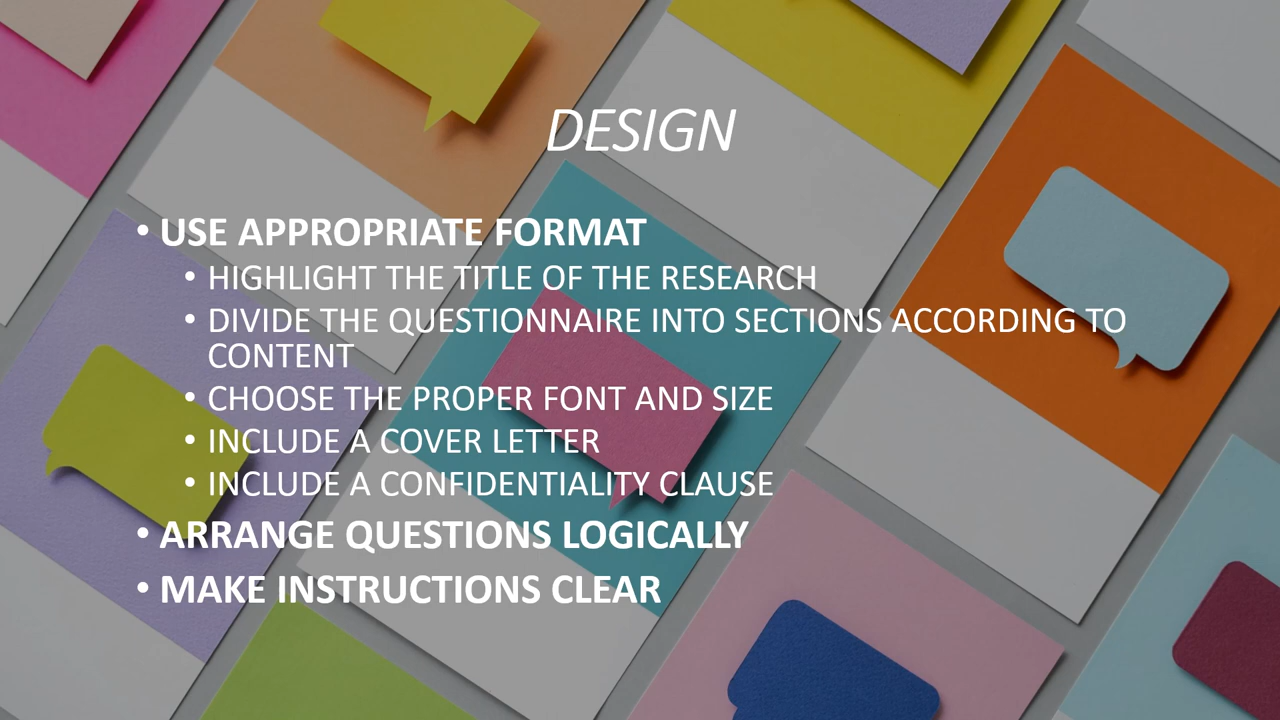 DESIGN
• USE APPROPRIATE FORMAT
• HIGHLIGHT THE TITLE OF THE RESEARCH
• DIVIDE THE QUESTIONNAIRE INTO SECTIONS ACCORDING TO
CONTENT
• CHOOSE THE PROPER FONT AND SIZE
• INCLUDE A COVER LETTER
• INCLUDE A CONFIDENTIALITY CLAUSE
• ARRANGE QUESTIONS LOGICALLY
• MAKE INSTRUCTIONS CLEAR